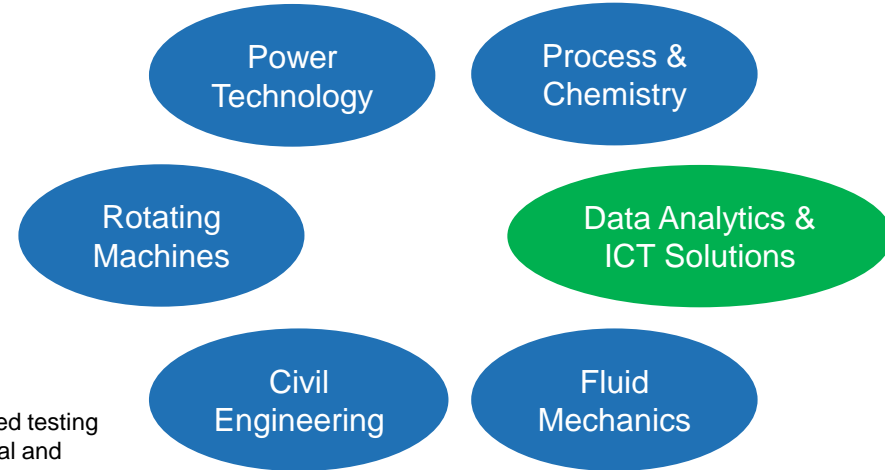 Power
Technology
Process &
Chemistry
Rotating
Machines
Data Analytics &
ICT Solutions
Civil
Engineering
Fluid
Mechanics
ed testing
al and